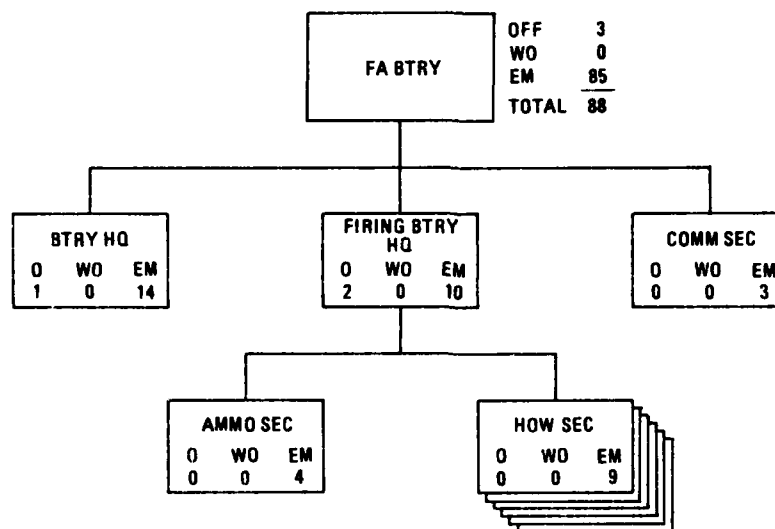 FA BTRY
OFF 3
WO 0
EM 85
TOTAL 88
BTRY HQ
O WO EM
1 0 14
FIRING BTRY
HQ
O WO EM
2 0 10
COMM SEC
O WO EM
0 0 3
AMMO SEC
O WO EM
0 0 4
HOW SEC
O WO EM
0 0 9